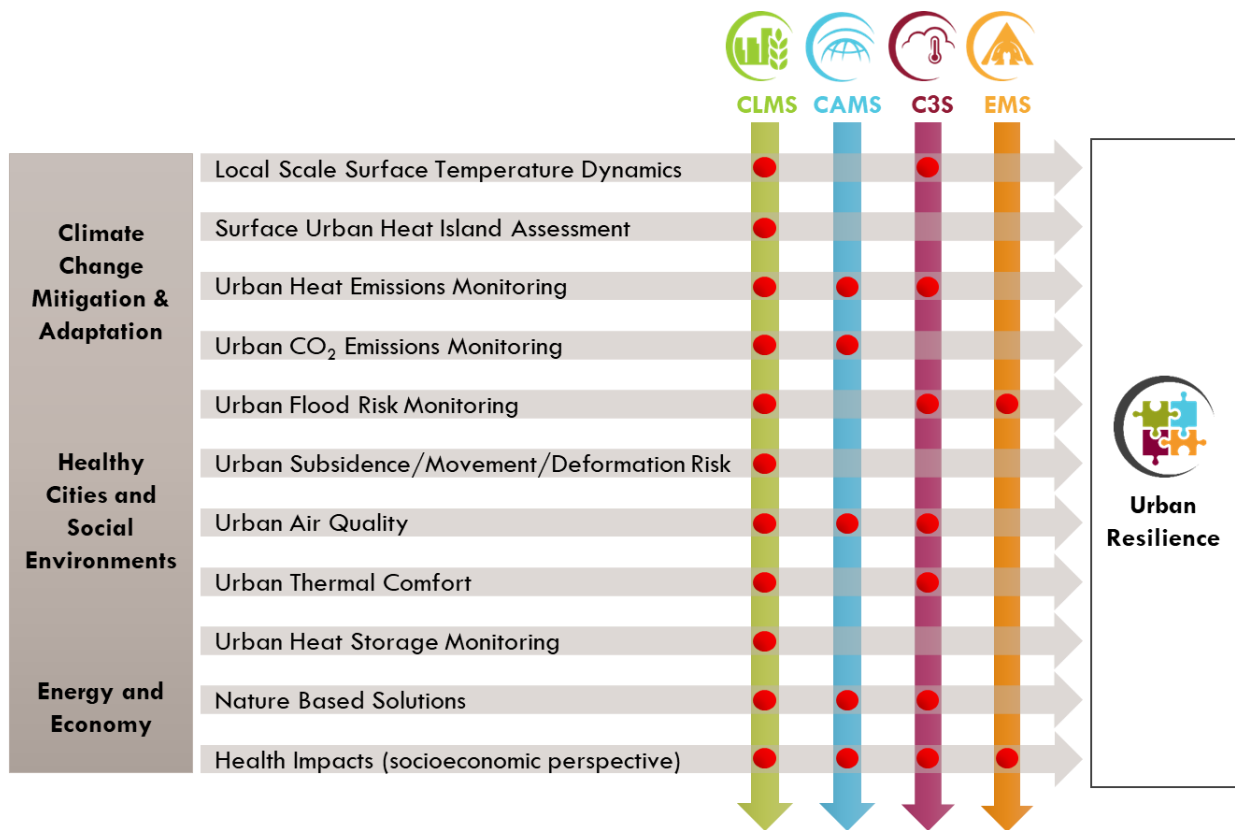 CLMS CAMS C3S EMS
Climate
Change
Mitigation &
Adaptation
Healthy
Cities and
Social
Environments
Energy and
Economy
Local Scale Surface Temperature Dynamics
Surface Urban Heat Island Assessment
Urban Heat Emissions Monitoring
Urban CO₂ Emissions Monitoring
Urban Flood Risk Monitoring
Urban Subsidence/Movement/Deformation Risk
Urban Air Quality
Urban Thermal Comfort
Urban Heat Storage Monitoring
Nature Based Solutions
Health Impacts (socioeconomic perspective)
Urban
Resilience